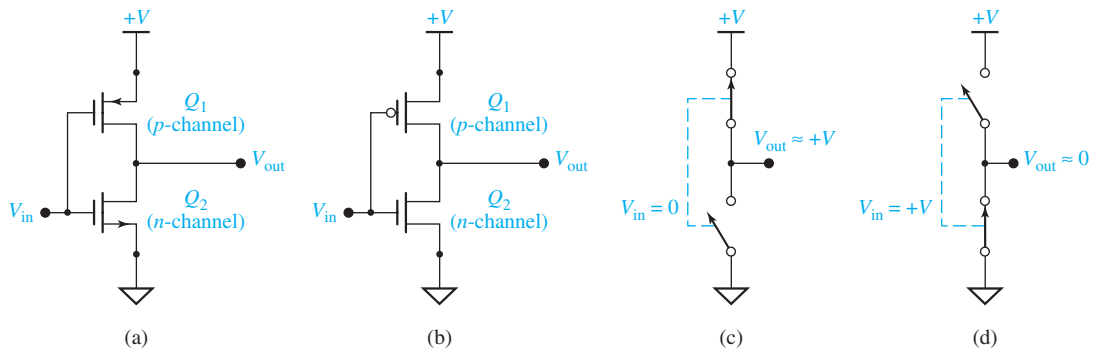 +V
+V
+V
+V
Q1
(p-channel)
Vout
Vin
Q2
(n-channel)
(a)
Q1
(p-channel)
Vout
Vin
Q2
(n-channel)
(b)
Vout ≈ +V
Vin = 0
(c)
Vout ≈ 0
Vin = +V
(d)